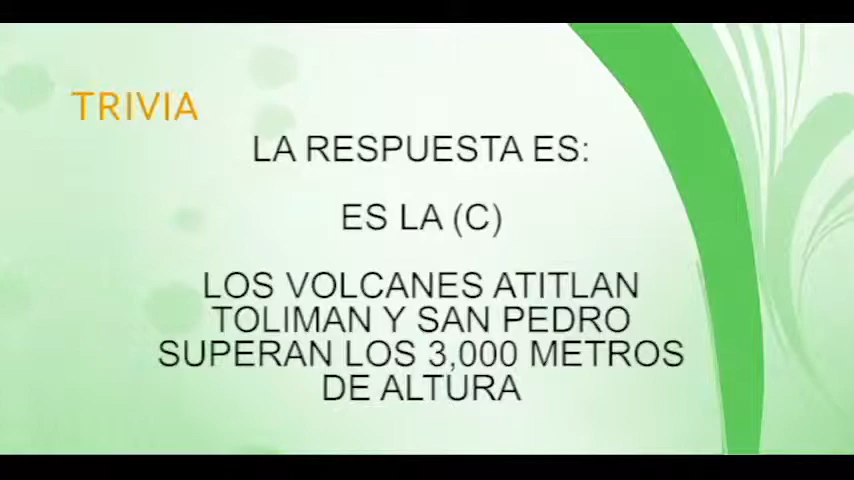 TRIVIA
LA RESPUESTA ES:
ES LA (C)
LOS VOLCANES ATITLAN
TOLIMAN Y SAN PEDRO
SUPERAN LOS 3,000 METROS
DE ALTURA